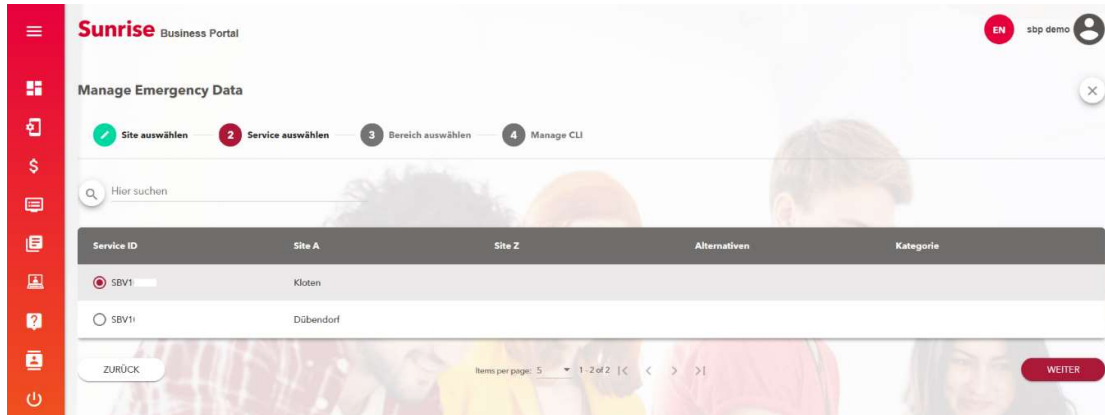 Sunrise Business Portal
EN
sbp demo
Manage Emergency Data
Site auswählen 2 Service auswählen 3 Bereich auswählen 4 Manage CLI
Hier suchen
Service ID Site A Site Z Alternativen Kategorie
SBV1 Kloten
SBV1 Dübendorf
ZURÜCK
Items per page: 5 1 - 2 of 2
WEITER